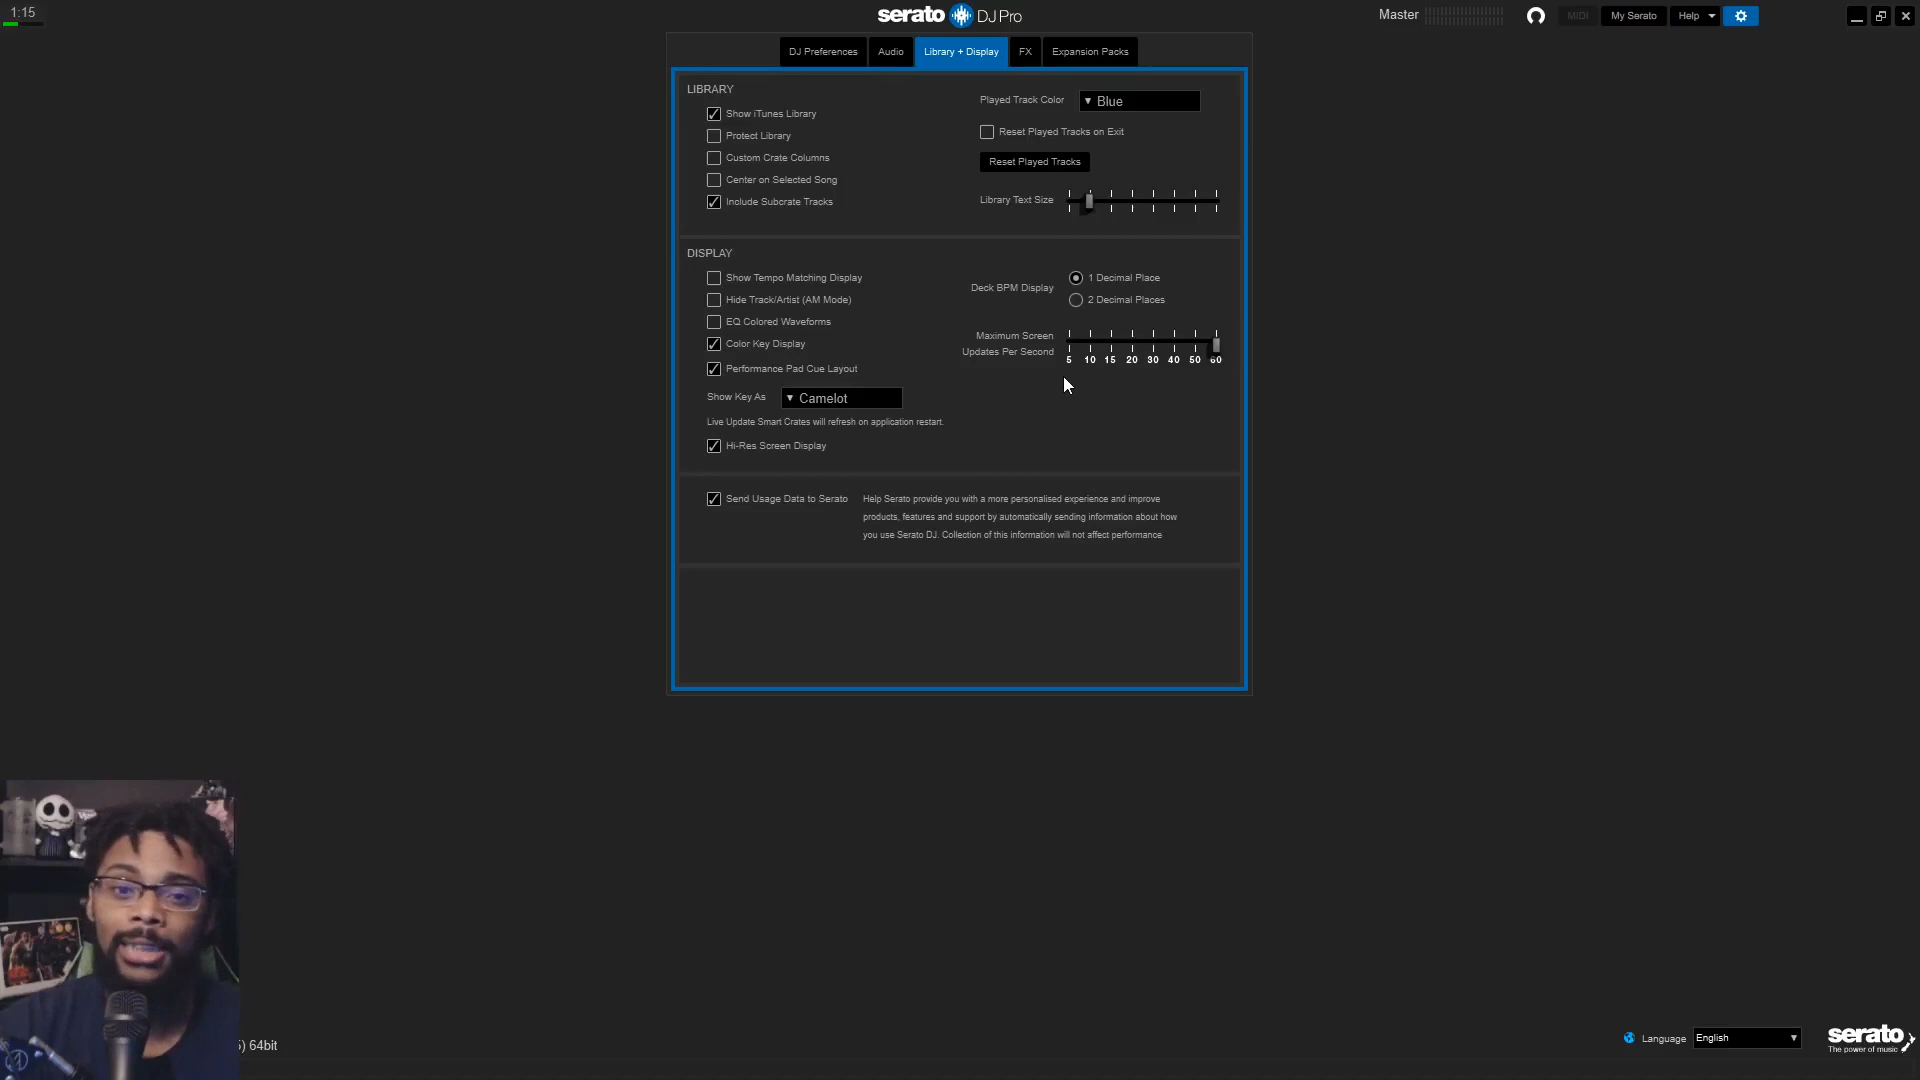 1:15
serato DJ Pro
Master
MIDI
My Serato
Help
DJ Preferences
Audio
Library + Display
FX
Expansion Packs
LIBRARY
Show iTunes Library
Protect Library
Custom Crate Columns
Center on Selected Song
Include Subcrate Tracks
Played Track Color
Blue
Reset Played Tracks on Exit
Reset Played Tracks
Library Text Size
DISPLAY
Show Tempo Matching Display
Hide Track/Artist (AM Mode)
EQ Colored Waveforms
Color Key Display
Performance Pad Cue Layout
Show Key As
Camelot
Live Update Smart Crates will refresh on application restart.
Hi-Res Screen Display
Deck BPM Display
1 Decimal Place
2 Decimal Places
Maximum Screen
Updates Per Second
5 10 15 20 30 40 50 60
Send Usage Data to Serato
Help Serato provide you with a more personalised experience and improve
products, features and support by automatically sending information about how
you use Serato DJ. Collection of this information will not affect performance
) 64bit
Language
English
serato
The power of music